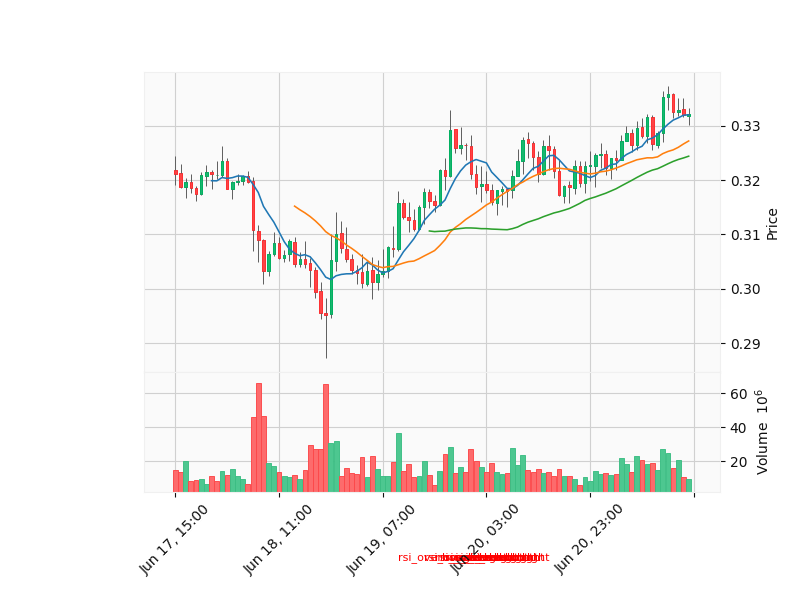 0.33
0.32
0.31
0.30
0.29
Price
60
40
20
Volume 10^6
Jun 17, 15:00
Jun 18, 11:00
Jun 19, 07:00
Jun 20, 03:00
Jun 20, 23:00